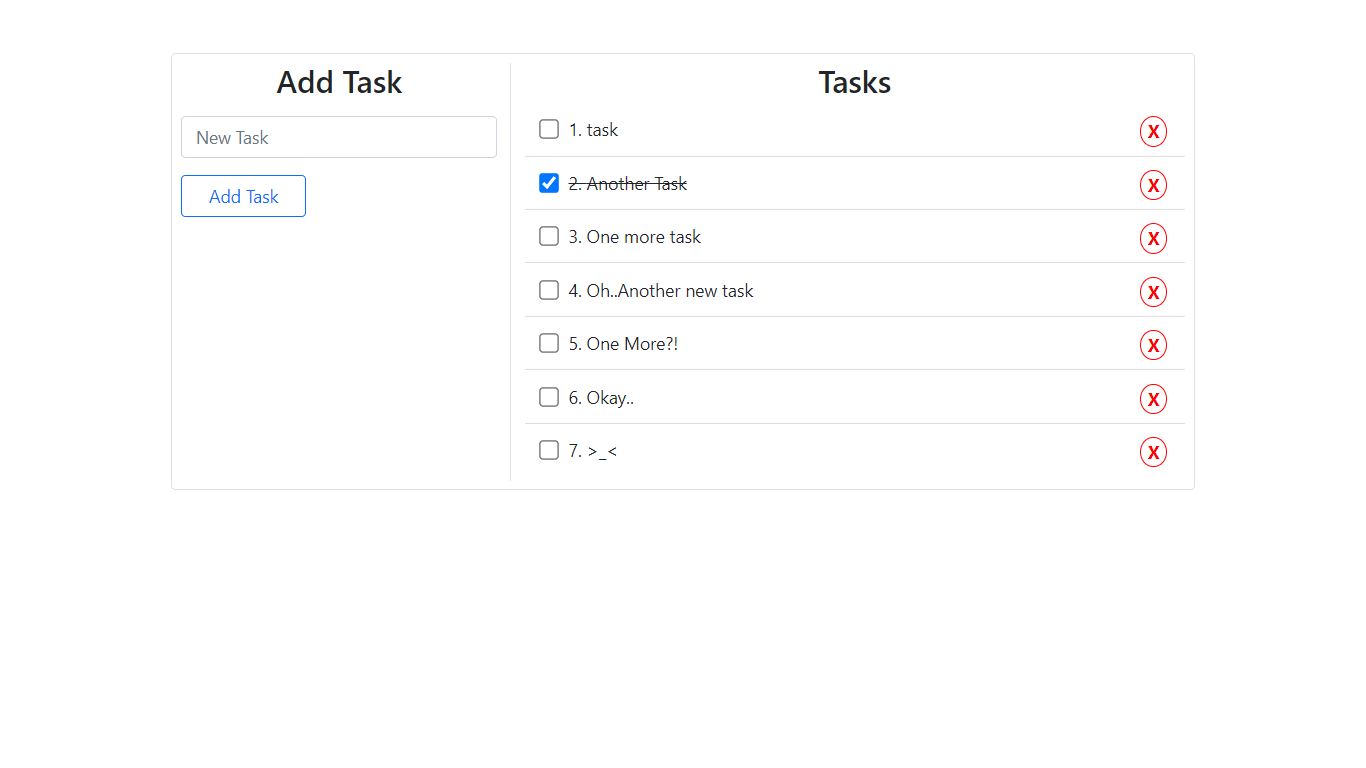 Add Task
New Task
Add Task
Tasks
1. task X
2. Another Task X
3. One more task X
4. Oh..Another new task X
5. One More?! X
6. Okay.. X
7. >_< X